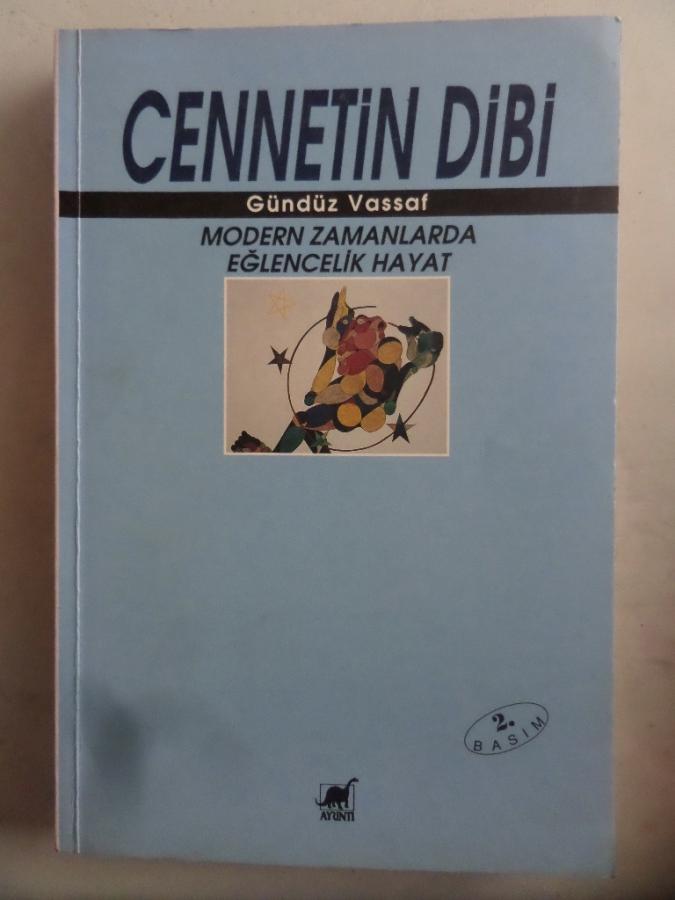 CENNETİN DİBİ
Gündüz Vassaf
MODERN ZAMANLARDA
EĞLENCELİK HAYAT
2.
BASIM
AYRINTI